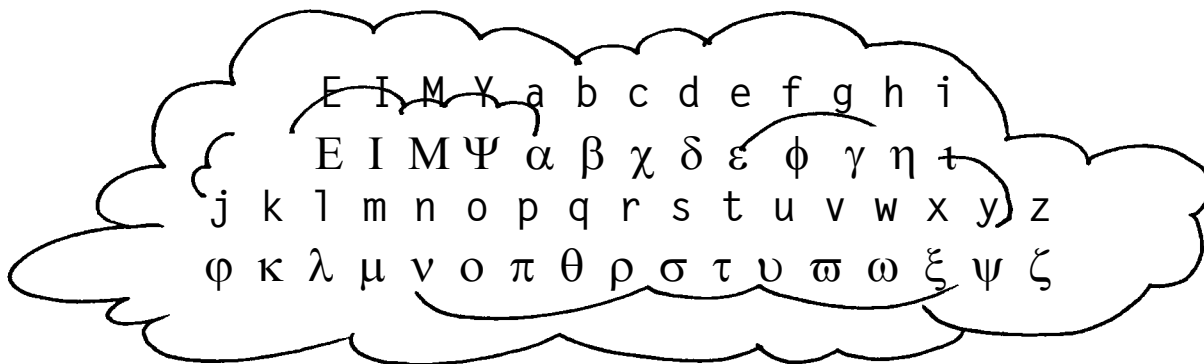 E I M Y a b c d e f g h i
Ε Ι Μ Ψ α β χ δ ε ϕ γ η ι
j k l m n o p q r s t u v w x y z
φ κ λ μ ν ο π θ ρ σ τ υ ϖ ω ξ ψ ζ